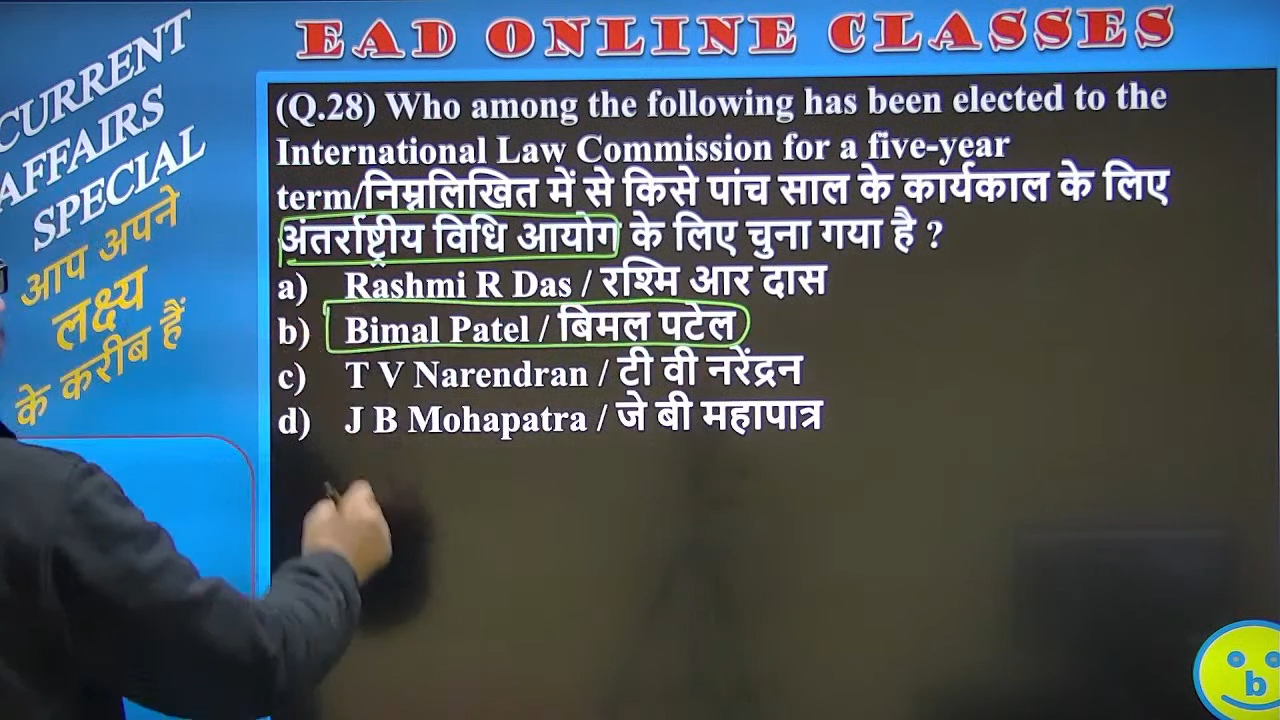 EAD ONLINE CLASSES
CURRENT
AFFAIRS
SPECIAL
आप अपने
लक्ष्य
के करीब हैं
(Q.28) Who among the following has been elected to the
International Law Commission for a five-year
term/निम्नलिखित में से किसे पांच साल के कार्यकाल के लिए
अंतर्राष्ट्रीय विधि आयोग के लिए चुना गया है ?
a) Rashmi R Das / रश्मि आर दास
b) Bimal Patel / बिमल पटेल
c) T V Narendran / टी वी नरेंद्रन
d) J B Mohapatra / जे बी महापात्र
b